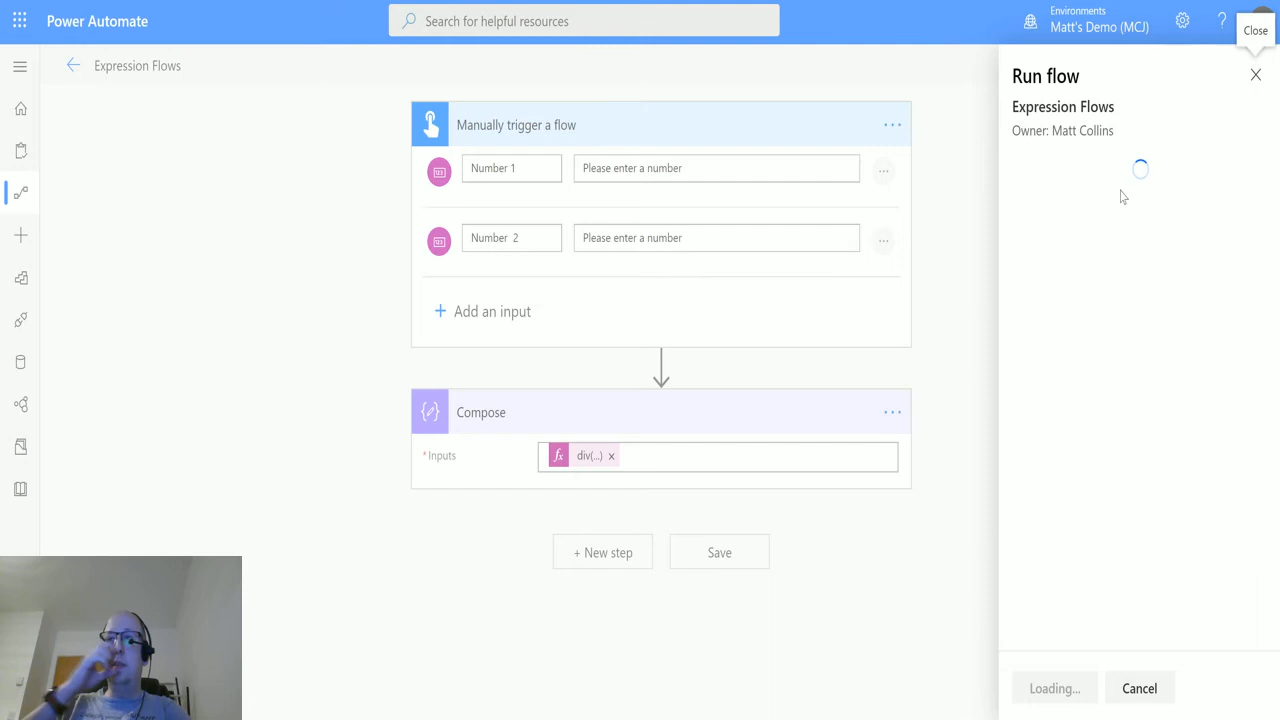 Power Automate
Search for helpful resources
Environments
Matt's Demo (MCJ)
?
Close
Expression Flows
Run flow
Expression Flows
Owner: Matt Collins
Manually trigger a flow
Number 1
Please enter a number
Number 2
Please enter a number
+ Add an input
Compose
* Inputs
fx div(...) x
+ New step
Save
Loading...
Cancel